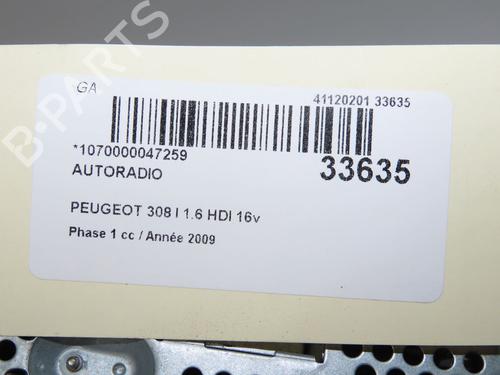 GA
41120201 33635
*1070000047259
33635
AUTORADIO
PEUGEOT 308 I 1.6 HDI 16v
Phase 1 cc / Année 2009
B-PARTS